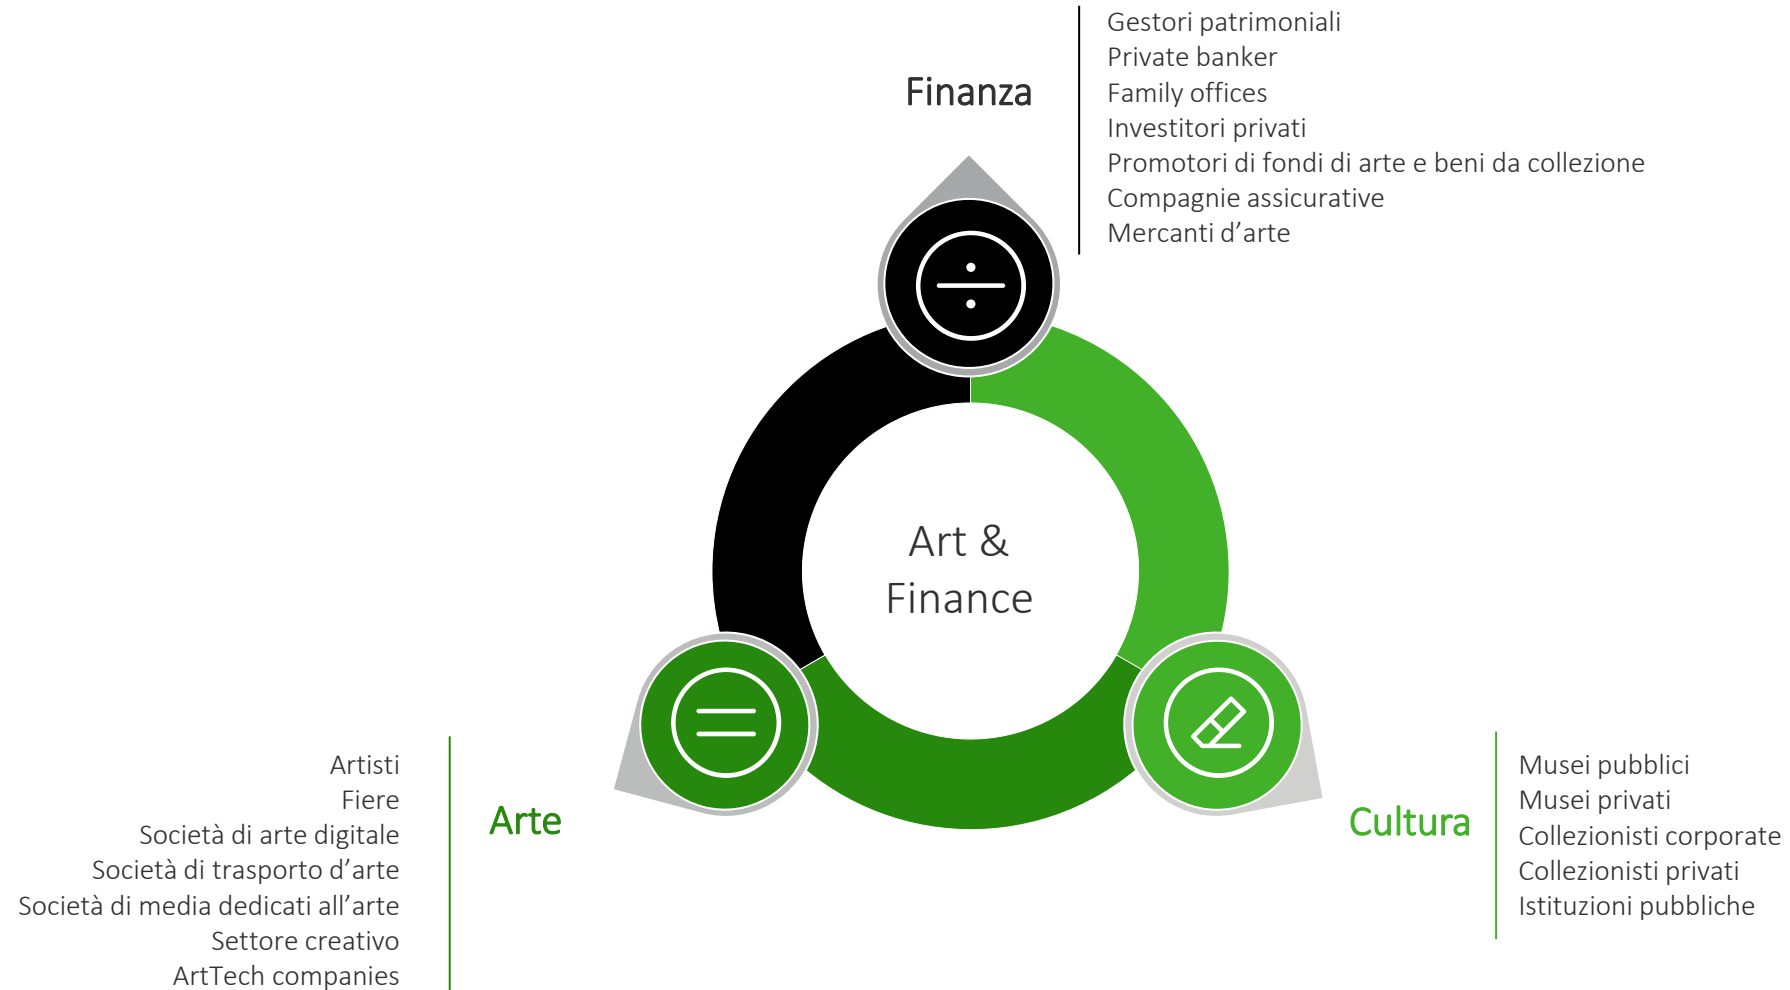 Finanza
Gestori patrimoniali
Private banker
Family offices
Investitori privati
Promotori di fondi di arte e beni da collezione
Compagnie assicurative
Mercanti d’arte
Art &
Finance
Arte
Artisti
Fiere
Società di arte digitale
Società di trasporto d’arte
Società di media dedicati all’arte
Settore creativo
ArtTech companies
Cultura
Musei pubblici
Musei privati
Collezionisti corporate
Collezionisti privati
Istituzioni pubbliche